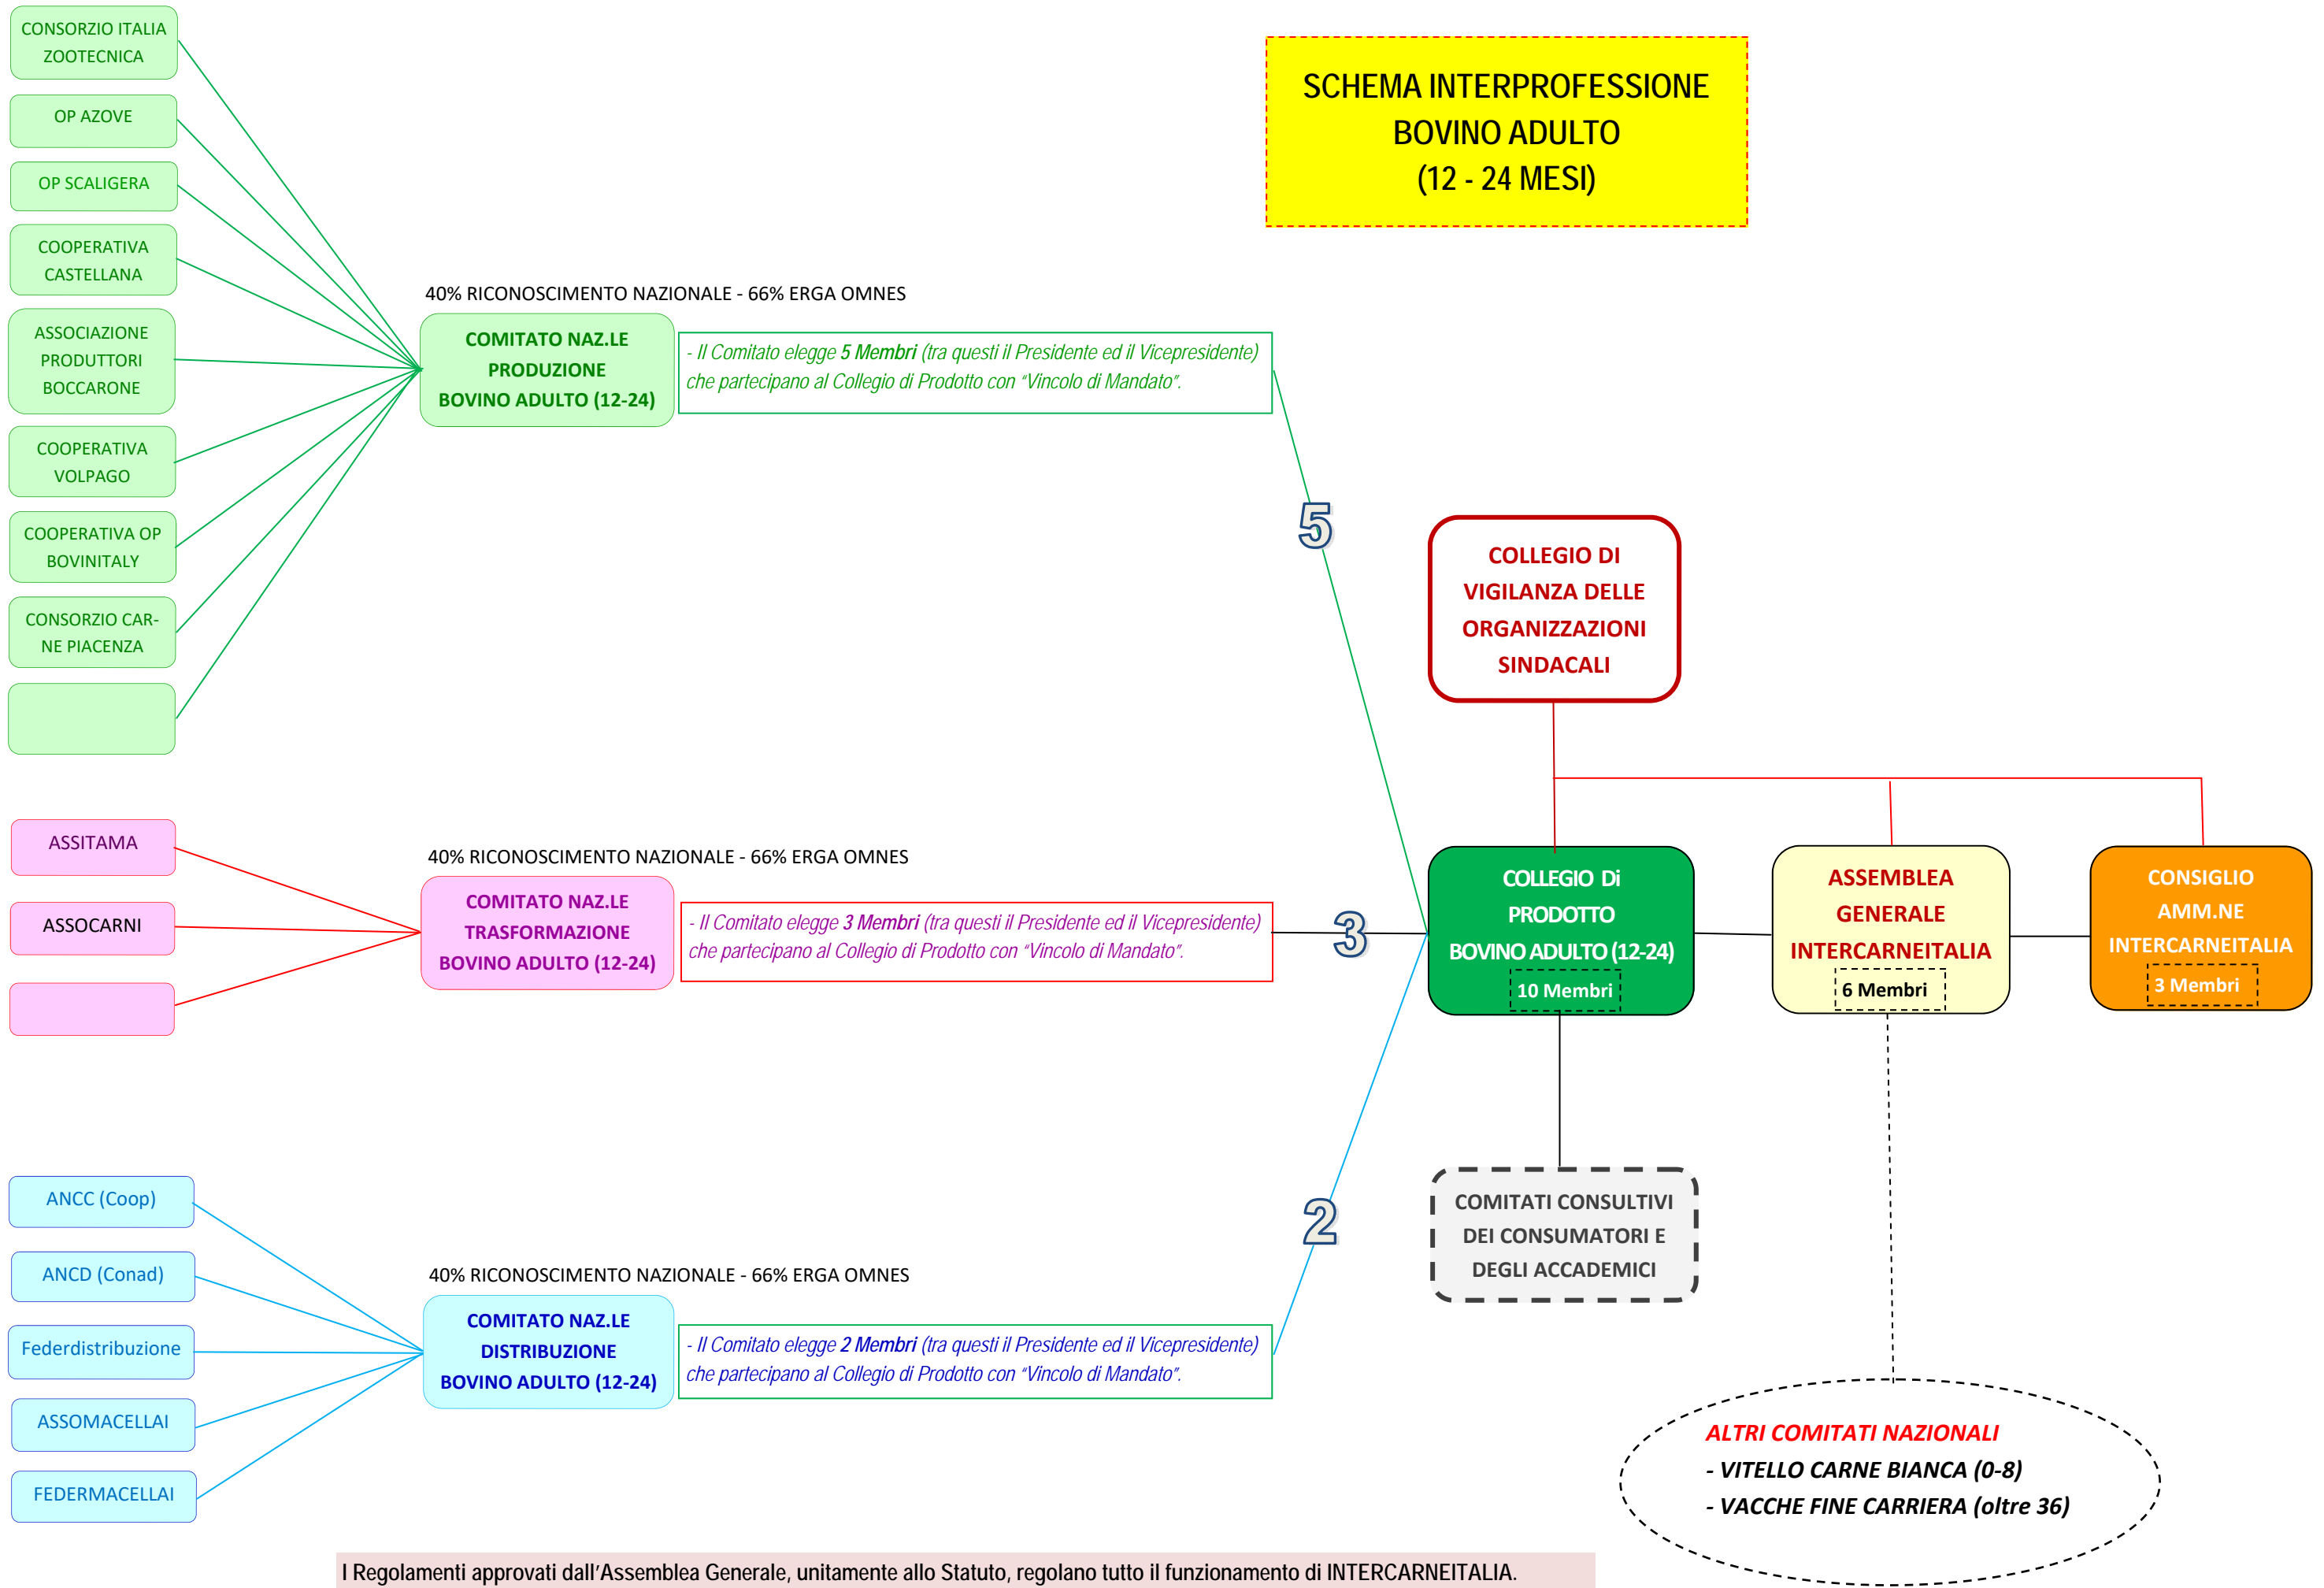 SCHEMA INTERPROFESSIONE
BOVINO ADULTO
(12 - 24 MESI)
CONSORZIO ITALIA
ZOOTECNICA
OP AZOVE
OP SCALIGERA
COOPERATIVA
CASTELLANA
ASSOCIAZIONE
PRODUTTORI
BOCCARONE
COOPERATIVA
VOLPAGO
COOPERATIVA OP
BOVINITALY
CONSORZIO CAR-
NE PIACENZA
40% RICONOSCIMENTO NAZIONALE - 66% ERGA OMNES
COMITATO NAZ.LE
PRODUZIONE
BOVINO ADULTO (12-24)
- Il Comitato elegge 5 Membri (tra questi il Presidente ed il Vicepresidente)
che partecipano al Collegio di Prodotto con “Vincolo di Mandato”.
5
ASSITAMA
ASSOCARNI
40% RICONOSCIMENTO NAZIONALE - 66% ERGA OMNES
COMITATO NAZ.LE
TRASFORMAZIONE
BOVINO ADULTO (12-24)
- Il Comitato elegge 3 Membri (tra questi il Presidente ed il Vicepresidente)
che partecipano al Collegio di Prodotto con “Vincolo di Mandato”.
3
ANCC (Coop)
ANCD (Conad)
Federdistribuzione
ASSOMACELLAI
FEDERMACELLAI
40% RICONOSCIMENTO NAZIONALE - 66% ERGA OMNES
COMITATO NAZ.LE
DISTRIBUZIONE
BOVINO ADULTO (12-24)
- Il Comitato elegge 2 Membri (tra questi il Presidente ed il Vicepresidente)
che partecipano al Collegio di Prodotto con “Vincolo di Mandato”.
2
COLLEGIO DI
VIGILANZA DELLE
ORGANIZZAZIONI
SINDACALI
COLLEGIO Di
PRODOTTO
BOVINO ADULTO (12-24)
10 Membri
ASSEMBLEA
GENERALE
INTERCARNEITALIA
6 Membri
CONSIGLIO
AMM.NE
INTERCARNEITALIA
3 Membri
COMITATI CONSULTIVI
DEI CONSUMATORI E
DEGLI ACCADEMICI
ALTRI COMITATI NAZIONALI
- VITELLO CARNE BIANCA (0-8)
- VACCHE FINE CARRIERA (oltre 36)
I Regolamenti approvati dall’Assemblea Generale, unitamente allo Statuto, regolano tutto il funzionamento di INTERCARNEITALIA.